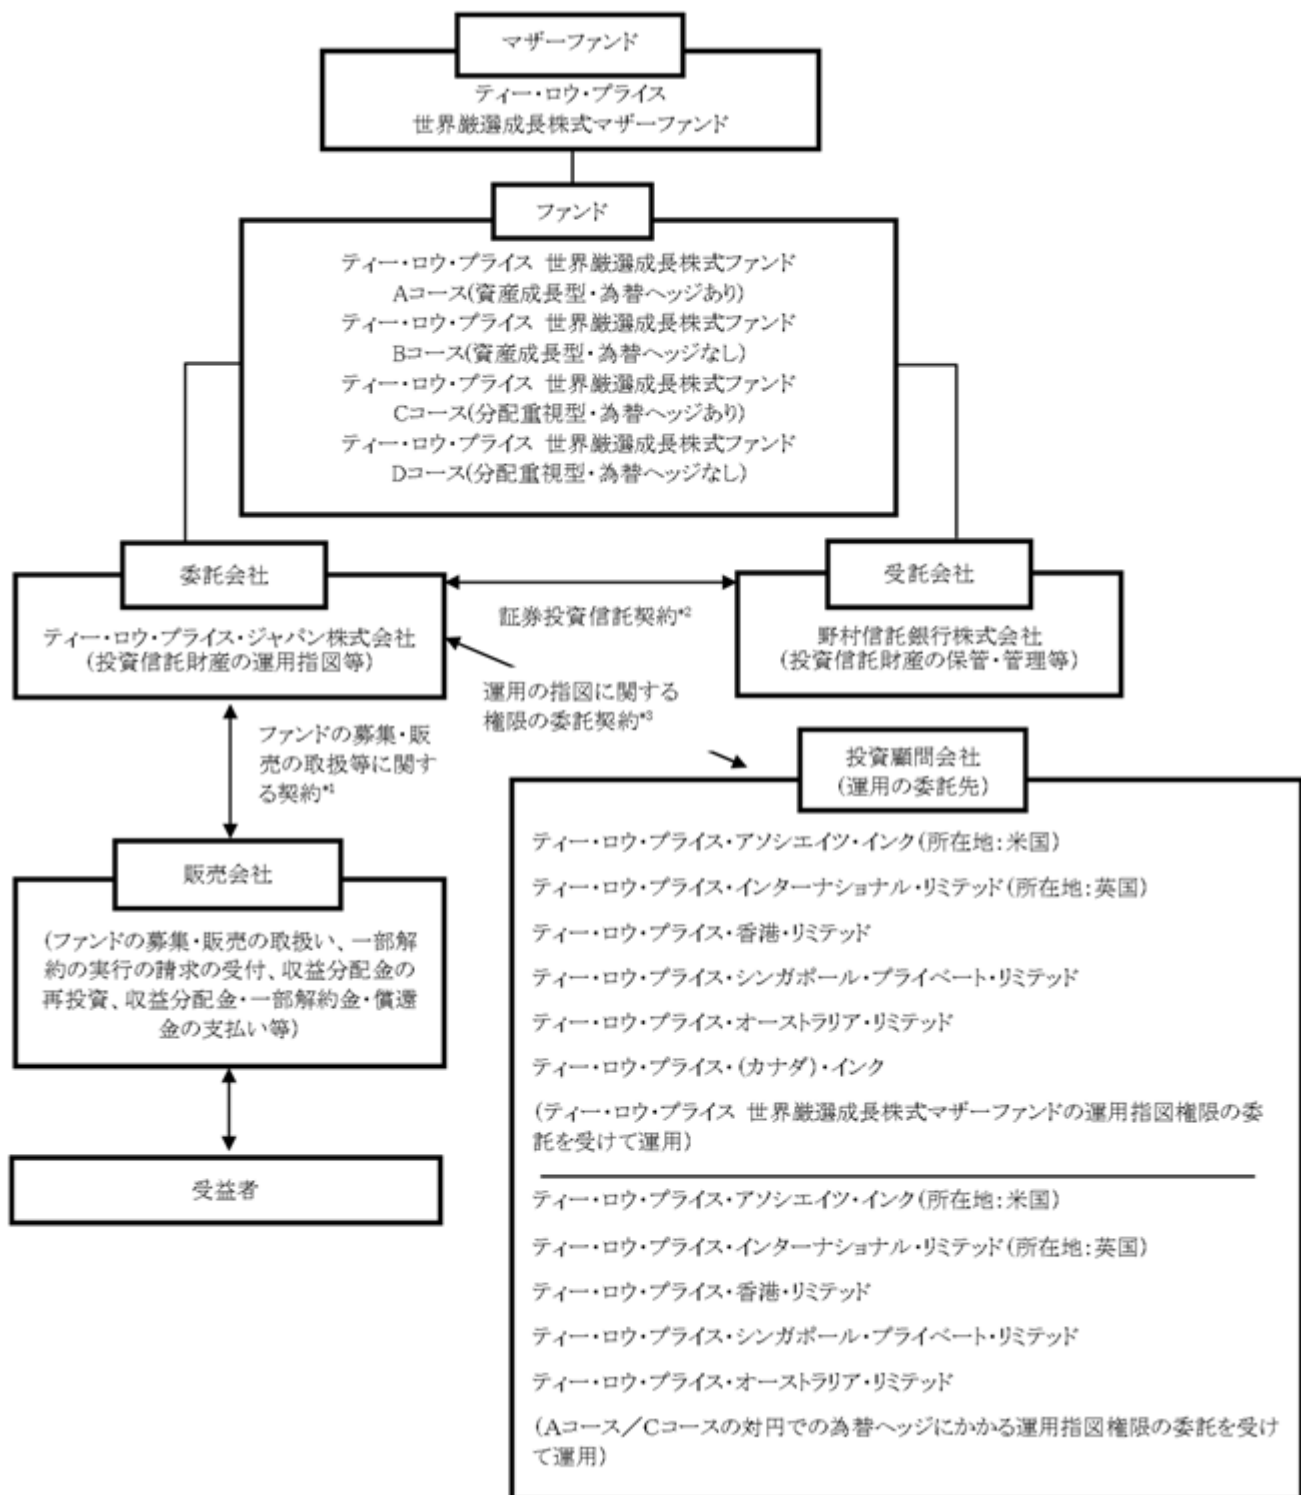 マザーファンド
ティー・ロウ・プライス
世界厳選成長株式マザーファンド
ファンド
ティー・ロウ・プライス 世界厳選成長株式ファンド
Aコース(資産成長型・為替ヘッジあり)
ティー・ロウ・プライス 世界厳選成長株式ファンド
Bコース(資産成長型・為替ヘッジなし)
ティー・ロウ・プライス 世界厳選成長株式ファンド
Cコース(分配重視型・為替ヘッジあり)
ティー・ロウ・プライス 世界厳選成長株式ファンド
Dコース(分配重視型・為替ヘッジなし)
委託会社
ティー・ロウ・プライス・ジャパン株式会社
(投資信託財産の運用指図等)
証券投資信託契約*2
受託会社
野村信託銀行株式会社
(投資信託財産の保管・管理等)
運用の指図に関する
権限の委託契約*3
ファンドの募集・販
売の取扱等に関す
る契約*1
販売会社
(ファンドの募集・販売の取扱い、一部解
約の実行の請求の受付、収益分配金の
再投資、収益分配金・一部解約金・償還
金の支払い等)
受益者
投資顧問会社
(運用の委託先)
ティー・ロウ・プライス・アソシエイツ・インク(所在地:米国)
ティー・ロウ・プライス・インターナショナル・リミテッド(所在地:英国)
ティー・ロウ・プライス・香港・リミテッド
ティー・ロウ・プライス・シンガポール・プライベート・リミテッド
ティー・ロウ・プライス・オーストラリア・リミテッド
ティー・ロウ・プライス・(カナダ)・インク
(ティー・ロウ・プライス 世界厳選成長株式マザーファンドの運用指図権限の委
託を受けて運用)
ティー・ロウ・プライス・アソシエイツ・インク(所在地:米国)
ティー・ロウ・プライス・インターナショナル・リミテッド(所在地:英国)
ティー・ロウ・プライス・香港・リミテッド
ティー・ロウ・プライス・シンガポール・プライベート・リミテッド
ティー・ロウ・プライス・オーストラリア・リミテッド
(Aコース/Cコースの対円での為替ヘッジにかかる運用指図権限の委託を受け
て運用)